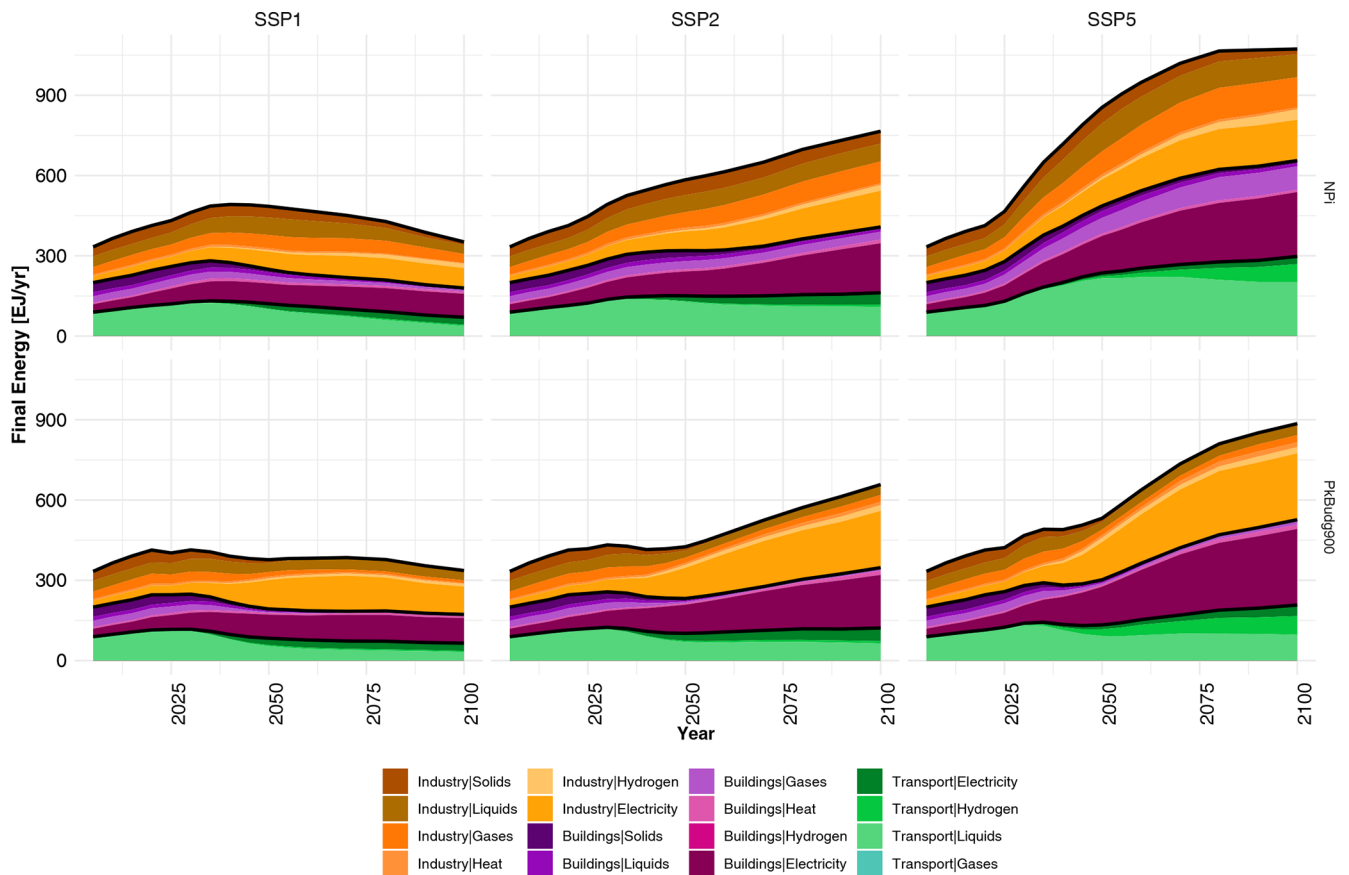 SSP1 SSP2 SSP5
Final Energy [EJ/yr]
900
600
300
0
NPi
900
600
300
0
PkBudg900
2025 2050 2075 2100 2025 2050 2075 2100 2025 2050 2075 2100
Year
Industry|Solids Industry|Hydrogen Buildings|Gases Transport|Electricity
Industry|Liquids Industry|Electricity Buildings|Heat Transport|Hydrogen
Industry|Gases Buildings|Solids Buildings|Hydrogen Transport|Liquids
Industry|Heat Buildings|Liquids Buildings|Electricity Transport|Gases